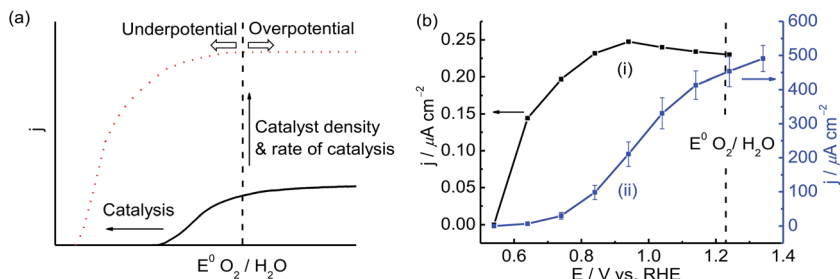 (a)
Underpotential
Overpotential
j
Catalyst density
& rate of catalysis
Catalysis
E⁰ O₂ / H₂O
(b)
j / μA cm⁻²
0.25
0.20
0.15
0.10
0.05
0.00
(i)
(ii)
E⁰ O₂/ H₂O
0.6
0.8
1.0
1.2
1.4
E / V vs. RHE
600
500
400
300
200
100
0
j / μA cm⁻²